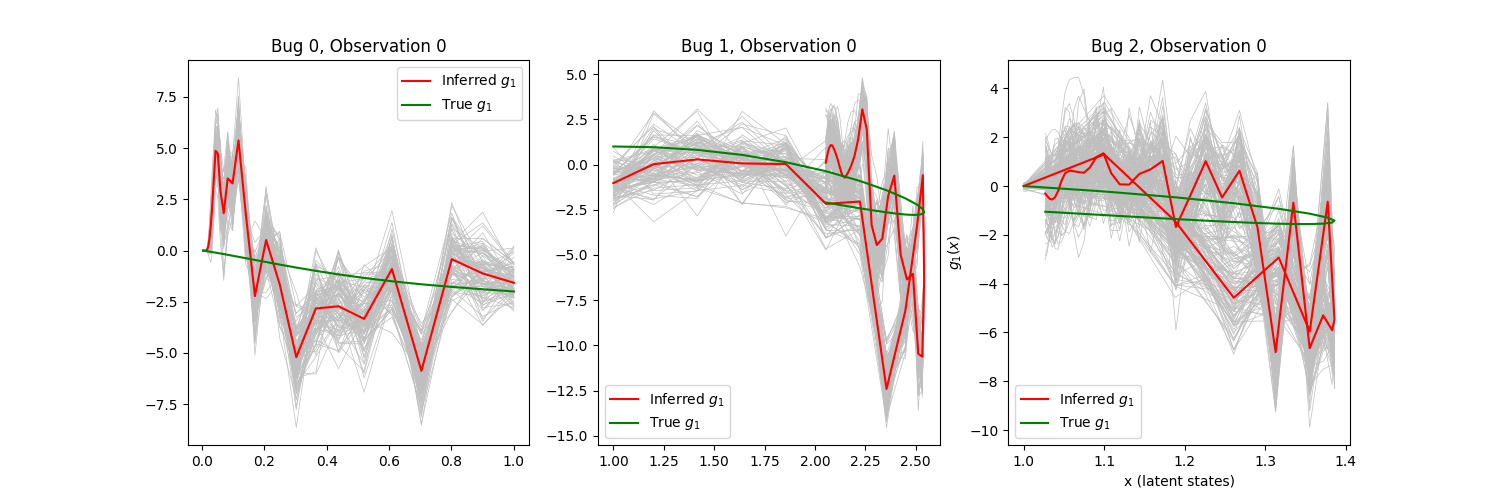 Bug 0, Observation 0
Inferred g₁
True g₁
7.5
5.0
2.5
0.0
−2.5
−5.0
−7.5
0.0 0.2 0.4 0.6 0.8 1.0
Bug 1, Observation 0
5.0
2.5
0.0
−2.5
−5.0
−7.5
−10.0
−12.5
−15.0
Inferred g₁
True g₁
1.00 1.25 1.50 1.75 2.00 2.25 2.50
Bug 2, Observation 0
g₁(x)
4
2
0
−2
−4
−6
−8
−10
Inferred g₁
True g₁
1.0 1.1 1.2 1.3 1.4
x (latent states)